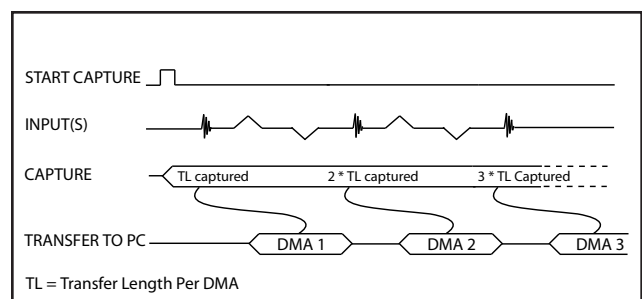 START CAPTURE
INPUT(S)
CAPTURE TL captured 2 * TL captured 3 * TL Captured
TRANSFER TO PC DMA 1 DMA 2 DMA 3
TL = Transfer Length Per DMA